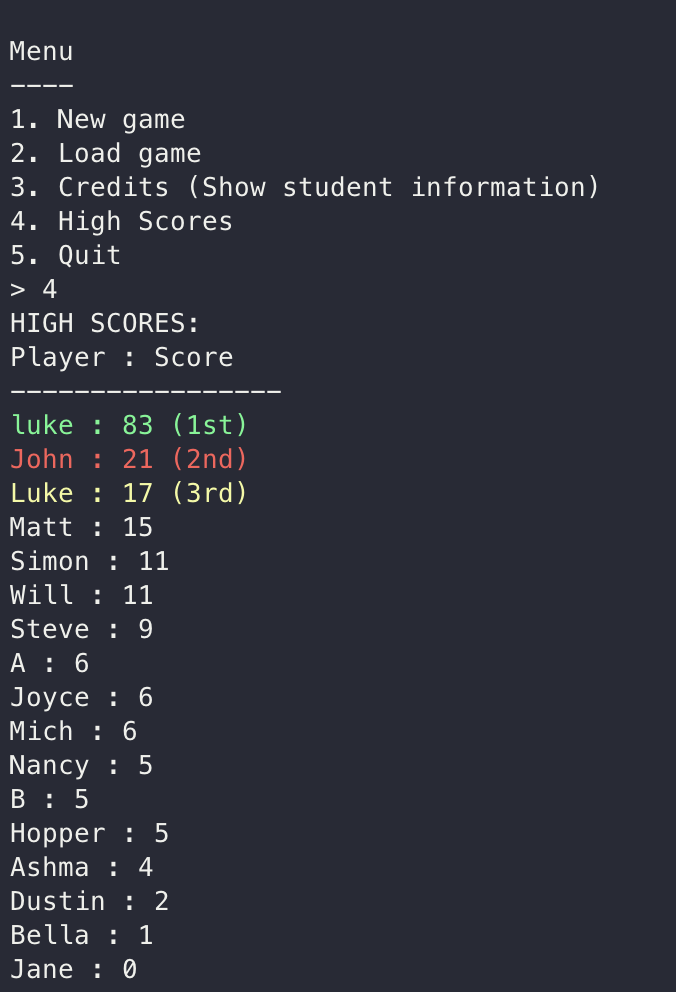 Menu
----
1. New game
2. Load game
3. Credits (Show student information)
4. High Scores
5. Quit
> 4
HIGH SCORES:
Player : Score
-----------------
luke : 83 (1st)
John : 21 (2nd)
Luke : 17 (3rd)
Matt : 15
Simon : 11
Will : 11
Steve : 9
A : 6
Joyce : 6
Mich : 6
Nancy : 5
B : 5
Hopper : 5
Ashma : 4
Dustin : 2
Bella : 1
Jane : 0